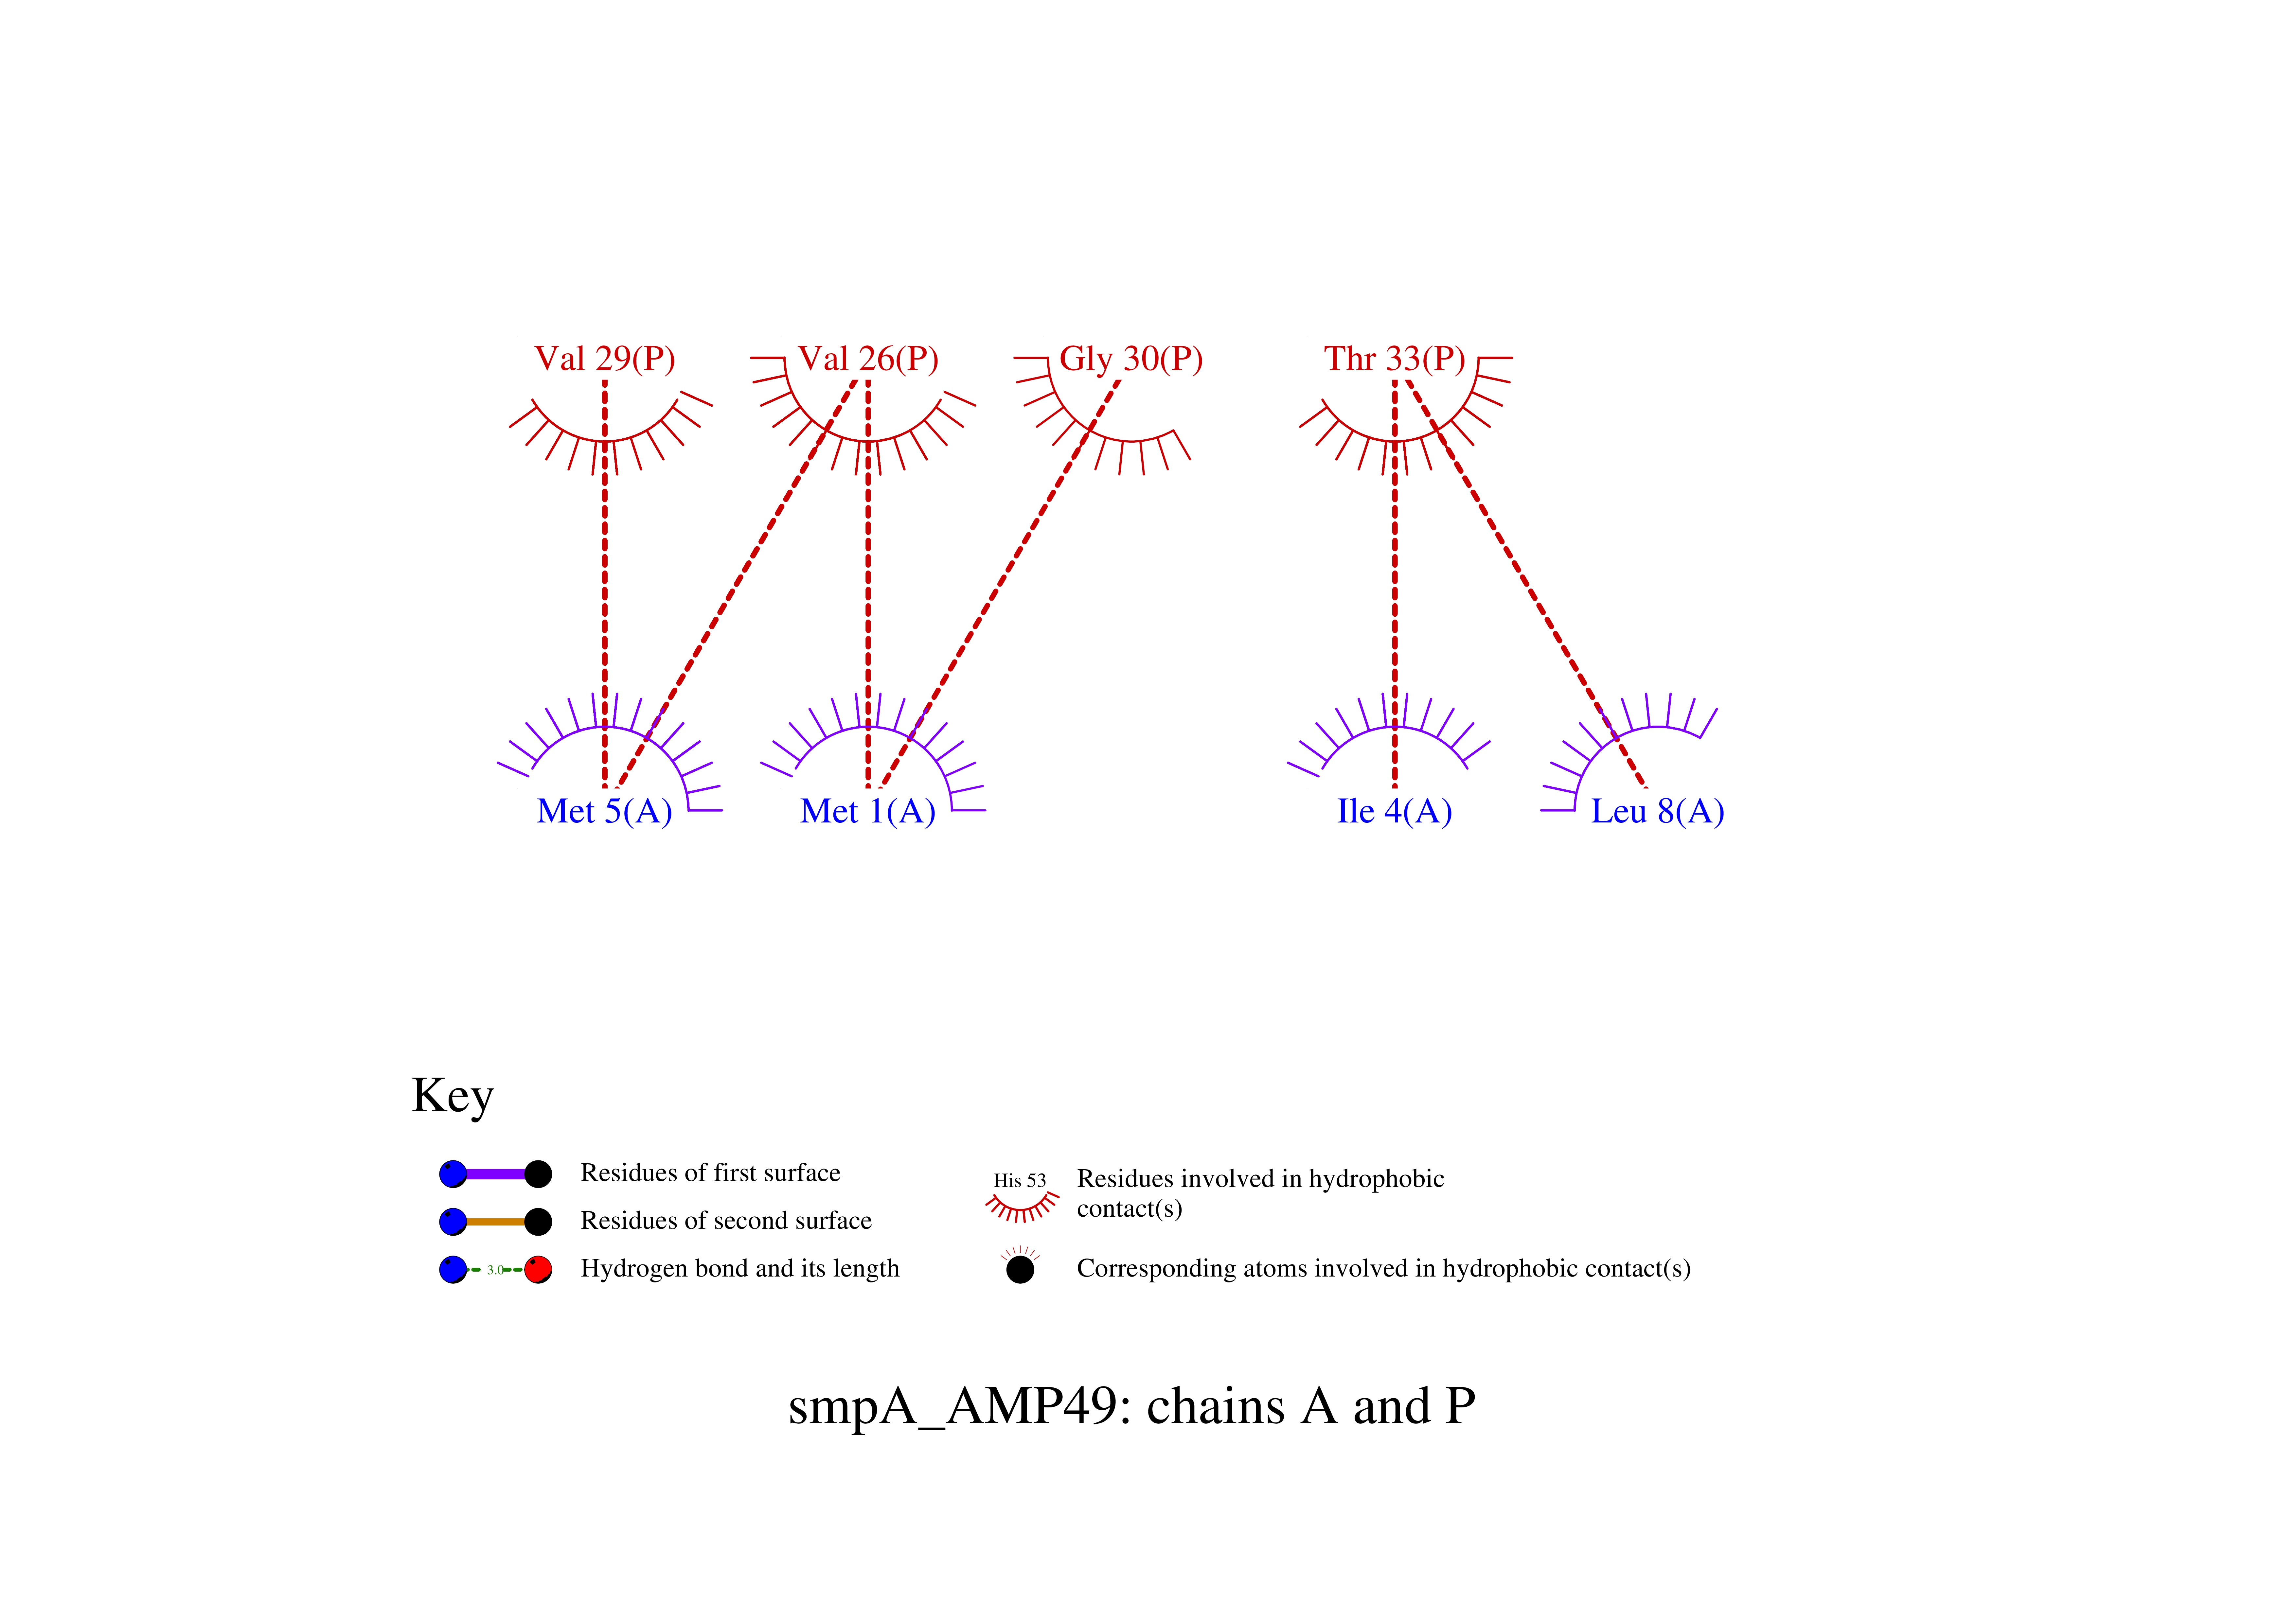 Val 29(P) Val 26(P) Gly 30(P) Thr 33(P)
Met 5(A) Met 1(A) Ile 4(A) Leu 8(A)
Key
Residues of first surface
Residues of second surface
3.0 Hydrogen bond and its length
His 53 Residues involved in hydrophobic
contact(s)
Corresponding atoms involved in hydrophobic contact(s)
smpA_AMP49: chains A and P